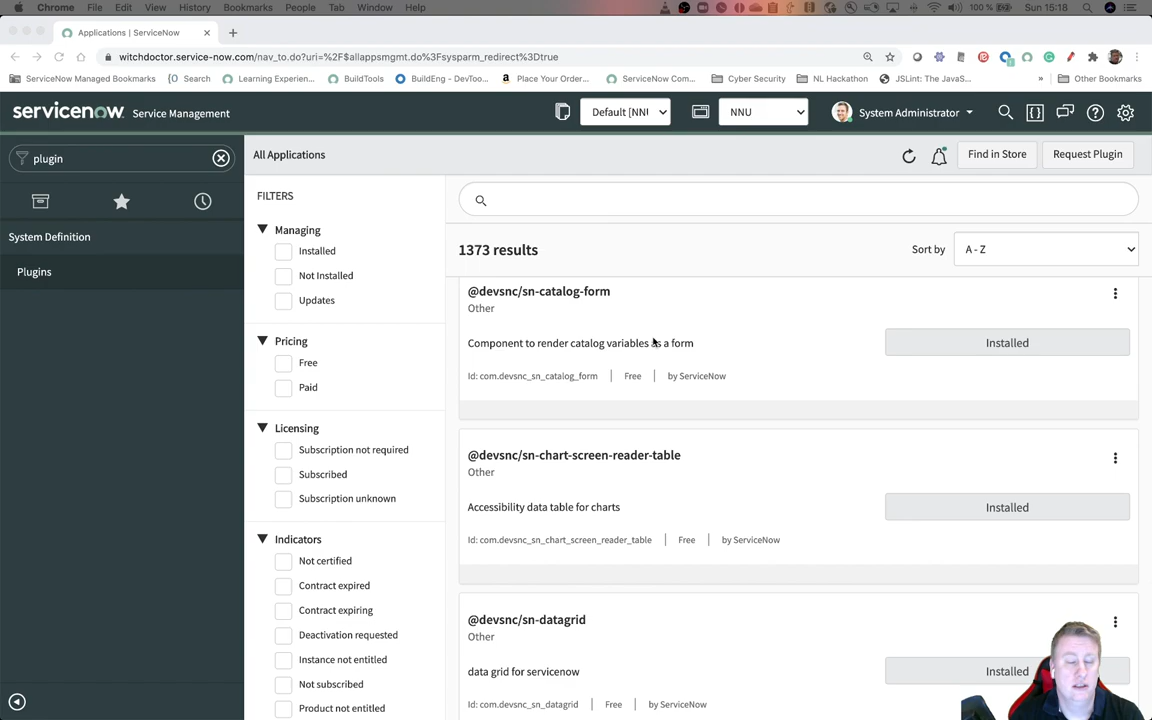 Chrome File Edit View History Bookmarks People Tab Window Help 100 % Sun 15:18
Applications | ServiceNow
witchdoctor.service-now.com/nav_to.do?uri=%2F$allappsmgmt.do%3Fsysparm_redirect%3Dtrue
ServiceNow Managed Bookmarks Search Learning Experien... BuildTools BuildEng - DevToo... Place Your Order... ServiceNow Com... Cyber Security NL Hackathon JSLint: The JavaS... » Other Bookmarks
servicenow Service Management Default [NNU NNU System Administrator
plugin
All Applications Find in Store Request Plugin
System Definition
Plugins
FILTERS
Managing
Installed
Not Installed
Updates
Pricing
Free
Paid
Licensing
Subscription not required
Subscribed
Subscription unknown
Indicators
Not certified
Contract expired
Contract expiring
Deactivation requested
Instance not entitled
Not subscribed
Product not entitled
1373 results Sort by A - Z
@devsnc/sn-catalog-form
Other
Component to render catalog variables as a form Installed
Id: com.devsnc_sn_catalog_form | Free | by ServiceNow
@devsnc/sn-chart-screen-reader-table
Other
Accessibility data table for charts Installed
Id: com.devsnc_sn_chart_screen_reader_table | Free | by ServiceNow
@devsnc/sn-datagrid
Other
data grid for servicenow Installed
Id: com.devsnc_sn_datagrid | Free | by ServiceNow